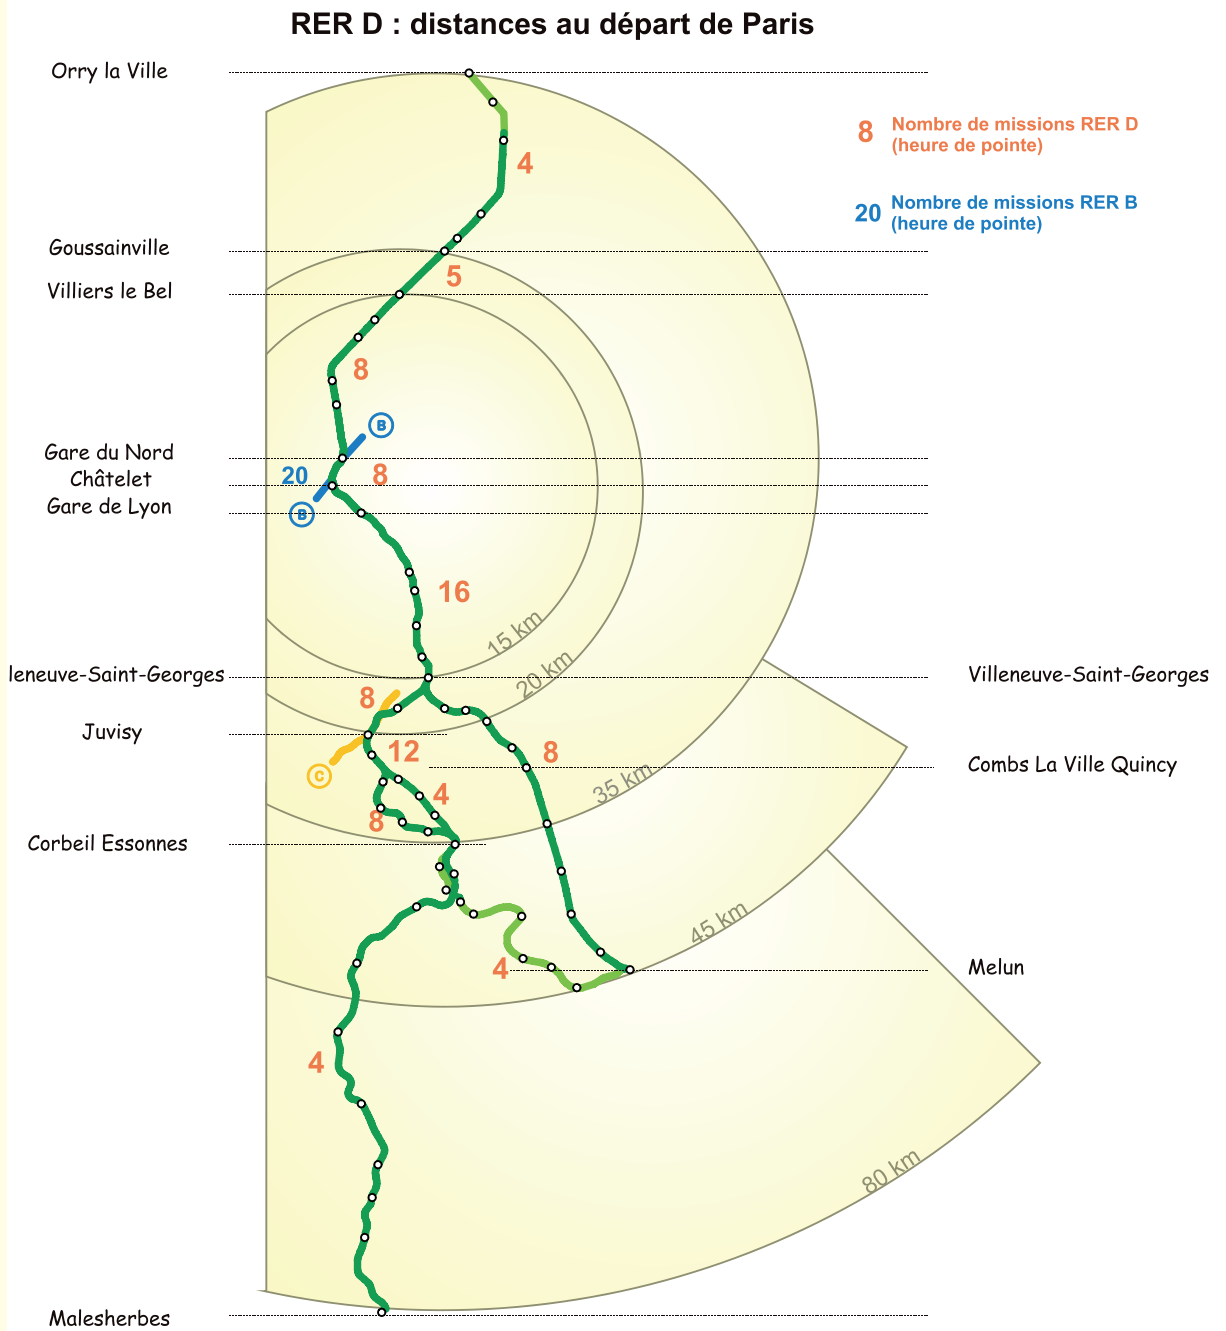 RER D : distances au départ de Paris
Orry la Ville
8 Nombre de missions RER D
(heure de pointe)
4
20 Nombre de missions RER B
(heure de pointe)
Goussainville
5
Villiers le Bel
8
B
Gare du Nord
Châtelet
20
8
Gare de Lyon
B
16
15 km
20 km
leneuve-Saint-Georges
Villeneuve-Saint-Georges
8
Juvisy
12
8
C
Combs La Ville Quincy
35 km
4
8
Corbeil Essonnes
45 km
4
Melun
4
80 km
Malesherbes